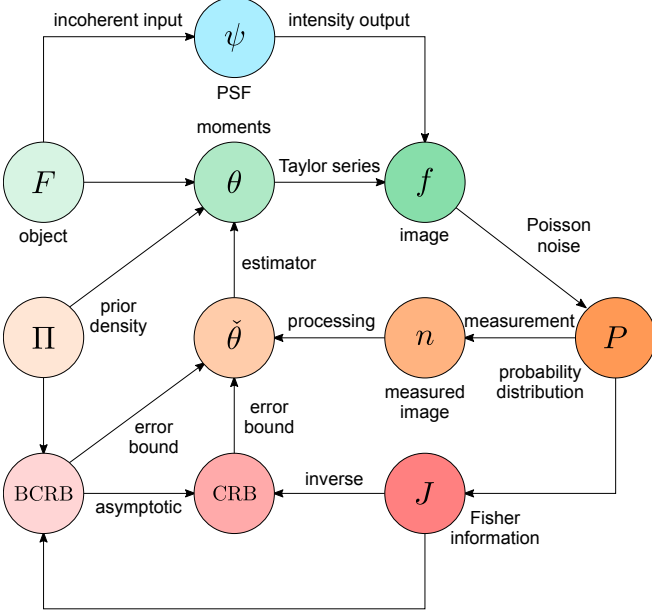 incoherent input
ψ
intensity output
PSF
moments
F
θ
Taylor series
f
object
image
Poisson
noise
estimator
Π
prior
density
θ̌
processing
n
measurement
P
measured
image
probability
distribution
error
bound
error
bound
BCRB
asymptotic
CRB
inverse
J
Fisher
information